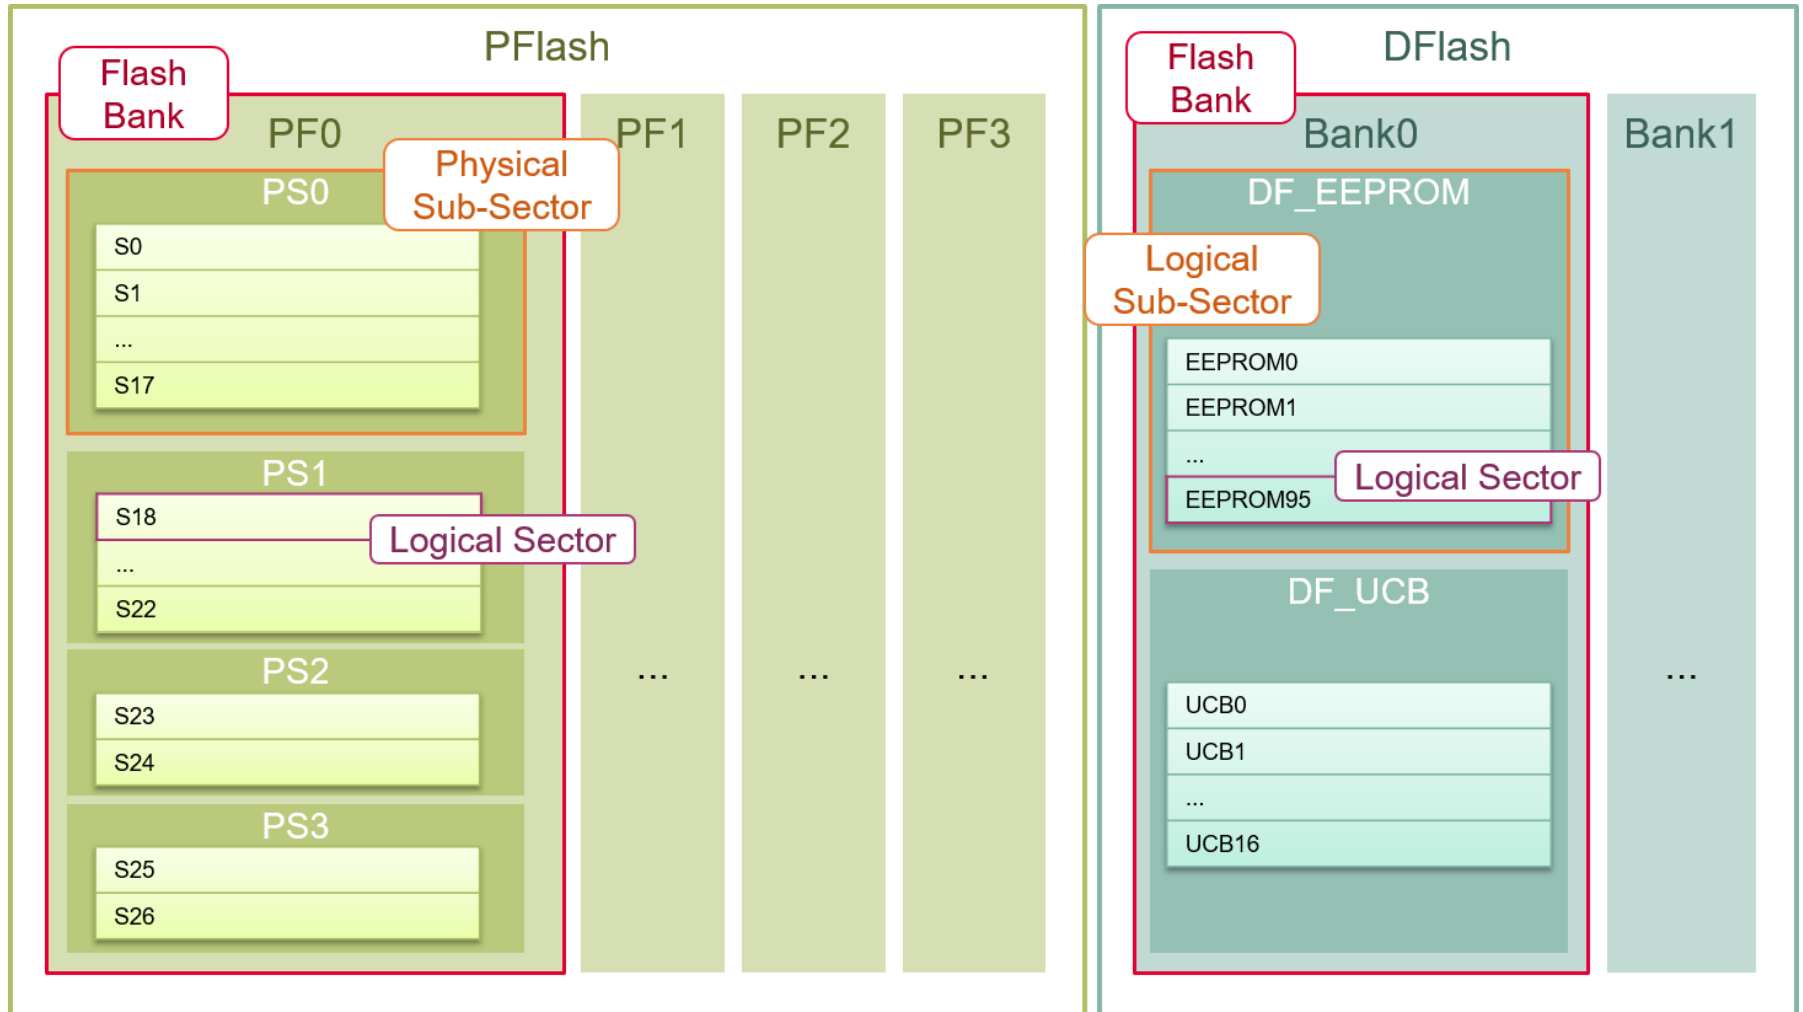 PFlash
Flash
Bank
PF0
PF1
PF2
PF3
Physical
Sub-Sector
PS0
S0
S1
...
S17
PS1
S18
Logical Sector
...
S22
PS2
S23
S24
PS3
S25
S26
...
...
...
DFlash
Flash
Bank
Bank0
Bank1
DF_EEPROM
Logical
Sub-Sector
EEPROM0
EEPROM1
...
Logical Sector
EEPROM95
DF_UCB
UCB0
UCB1
...
UCB16
...